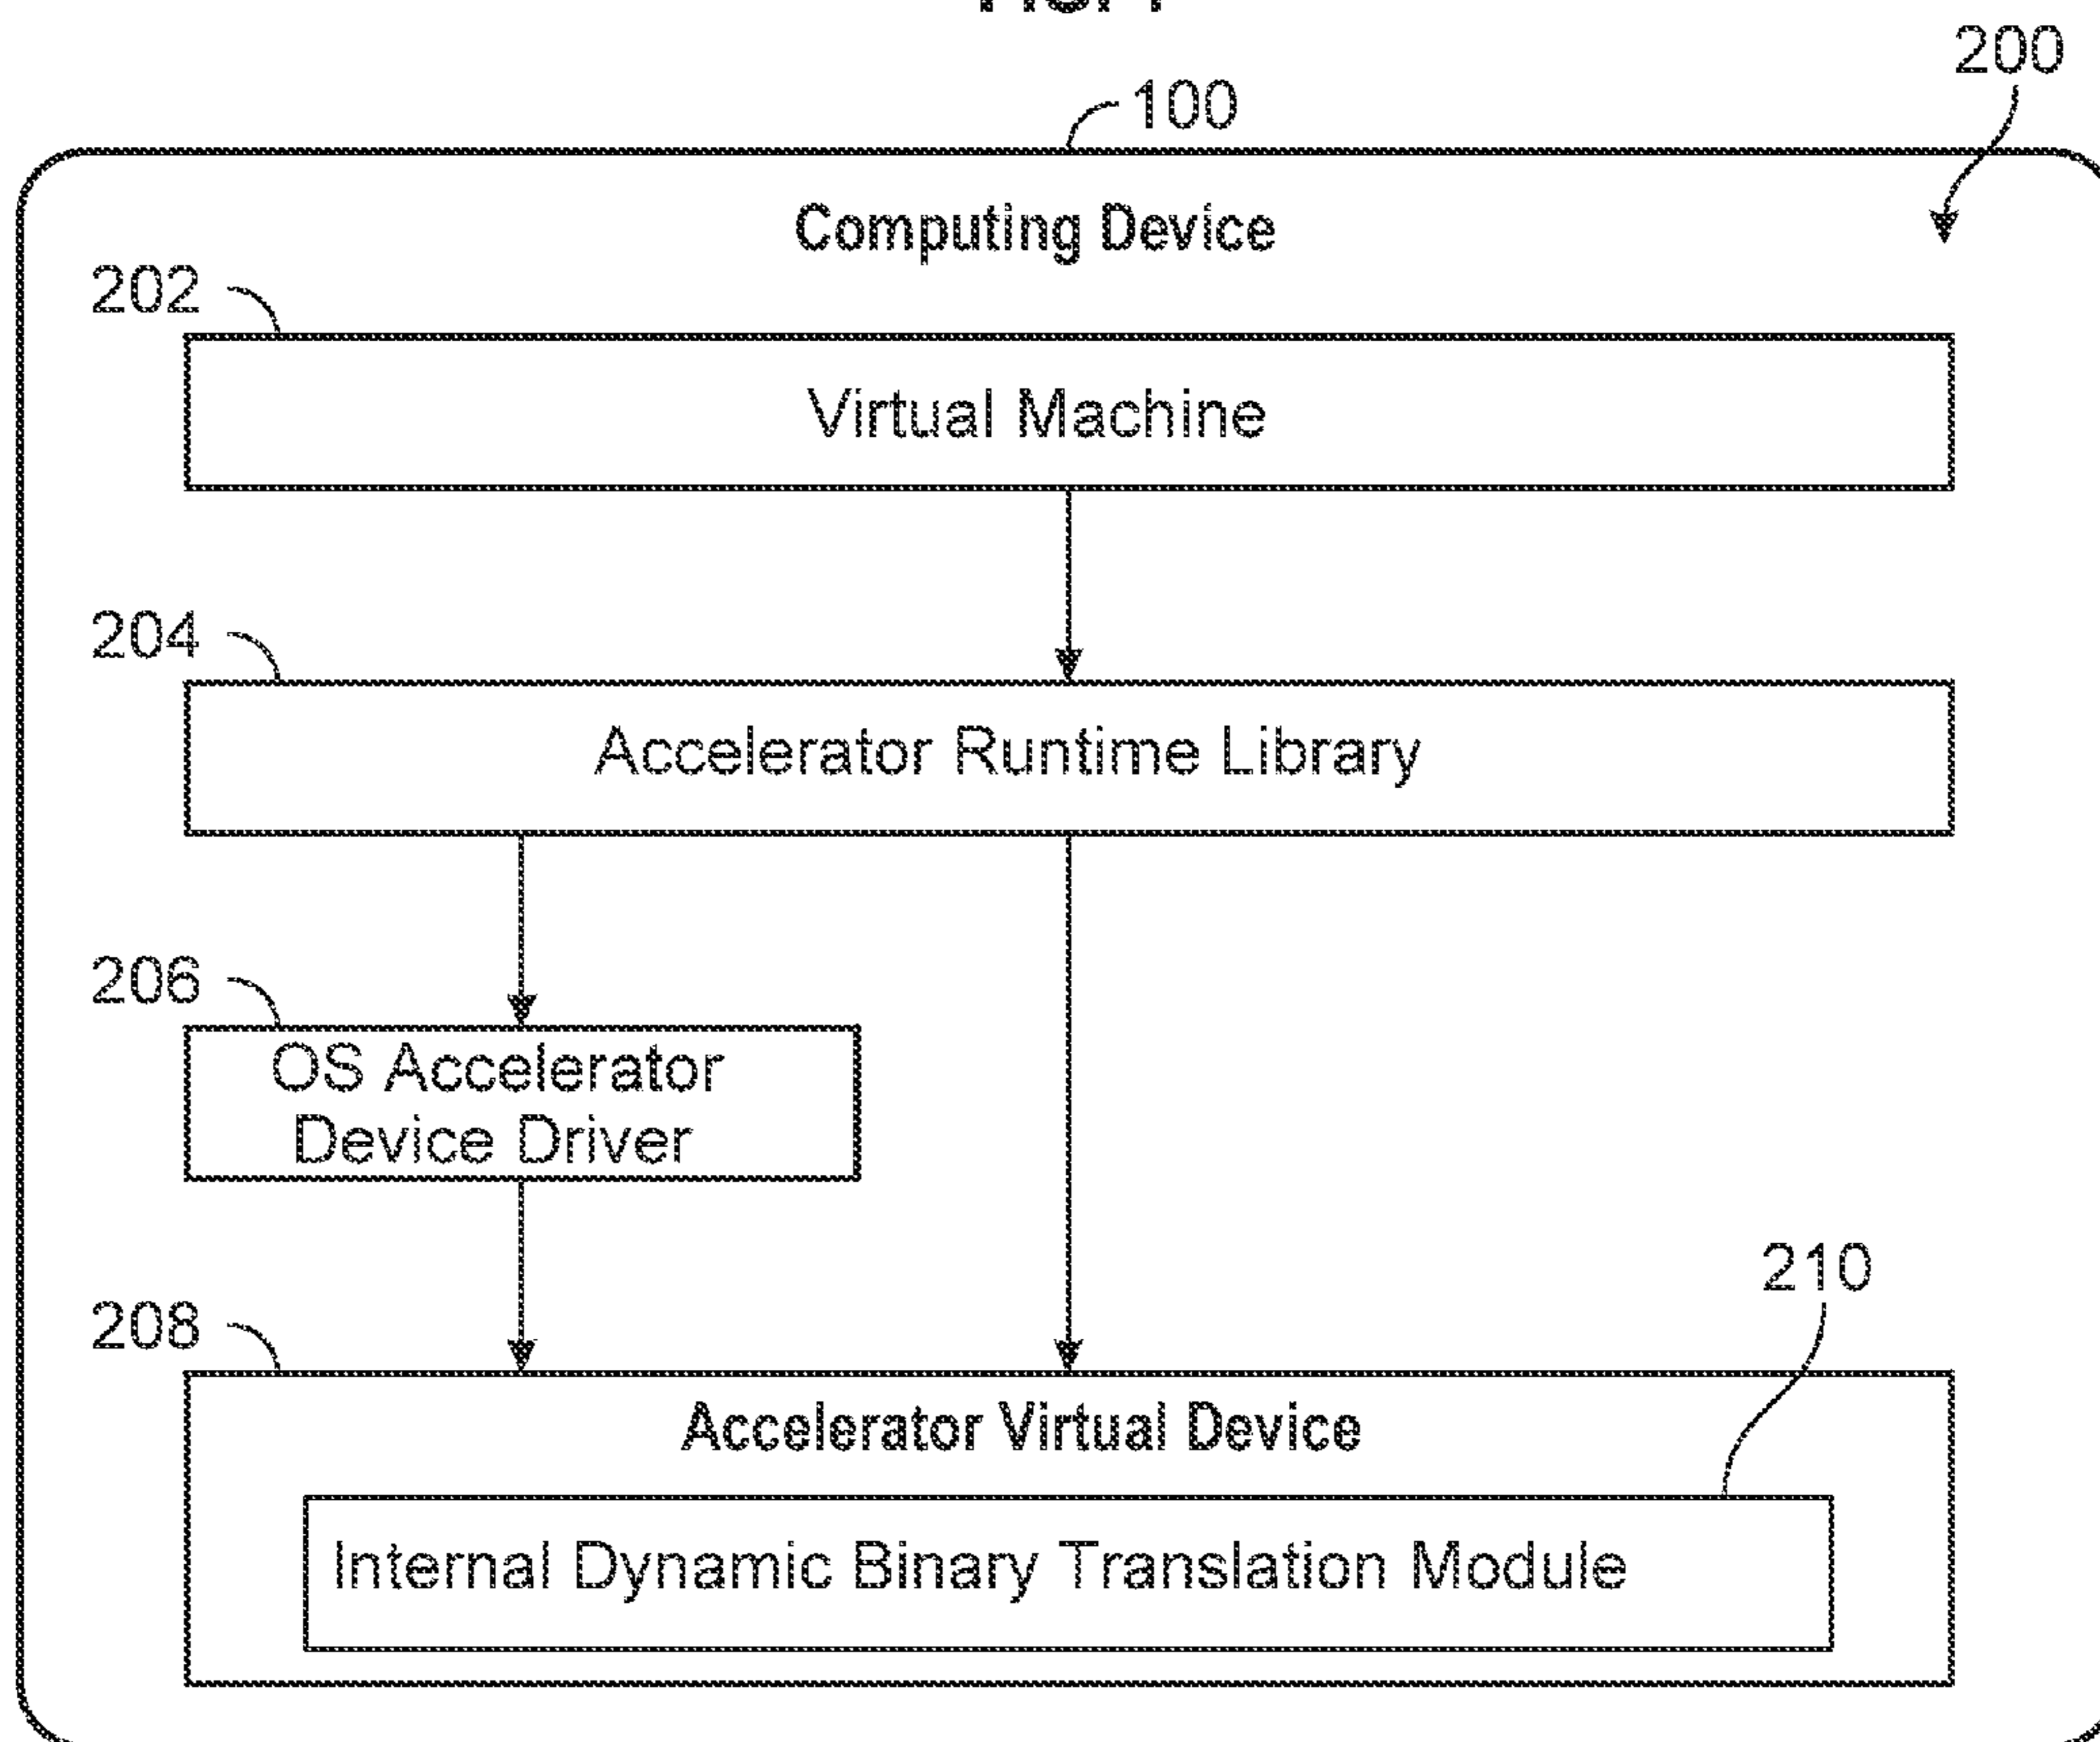 200
100
Computing Device
202
Virtual Machine
204
Accelerator Runtime Library
206
OS Accelerator
Device Driver
210
208
Accelerator Virtual Device
Internal Dynamic Binary Translation Module